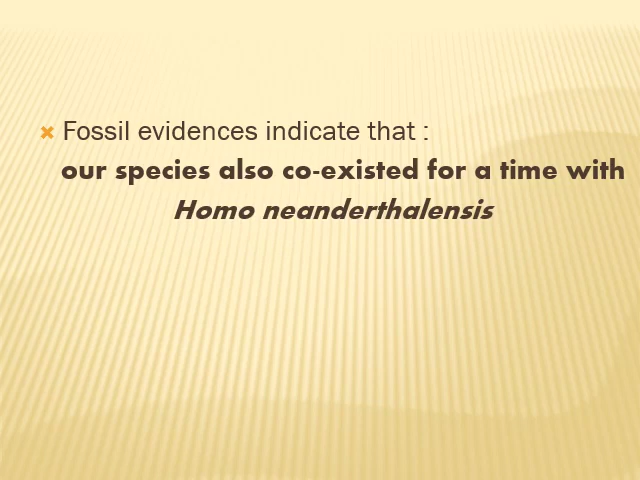 Fossil evidences indicate that :
our species also co-existed for a time with
Homo neanderthalensis